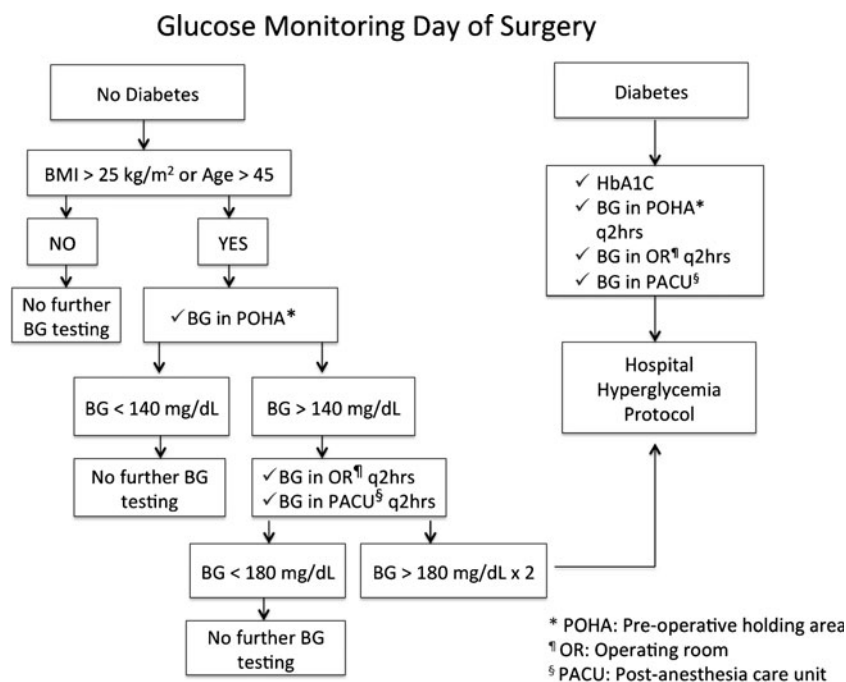 Glucose Monitoring Day of Surgery
No Diabetes
BMI > 25 kg/m² or Age > 45
NO
YES
No further
BG testing
✓ BG in POHA*
BG < 140 mg/dL
BG > 140 mg/dL
No further BG
testing
✓ BG in OR¶ q2hrs
✓ BG in PACU§ q2hrs
BG < 180 mg/dL
BG > 180 mg/dL x 2
No further BG
testing
Diabetes
✓ HbA1C
✓ BG in POHA*
q2hrs
✓ BG in OR¶ q2hrs
✓ BG in PACU§
Hospital
Hyperglycemia
Protocol
* POHA: Pre-operative holding area
¶ OR: Operating room
§ PACU: Post-anesthesia care unit